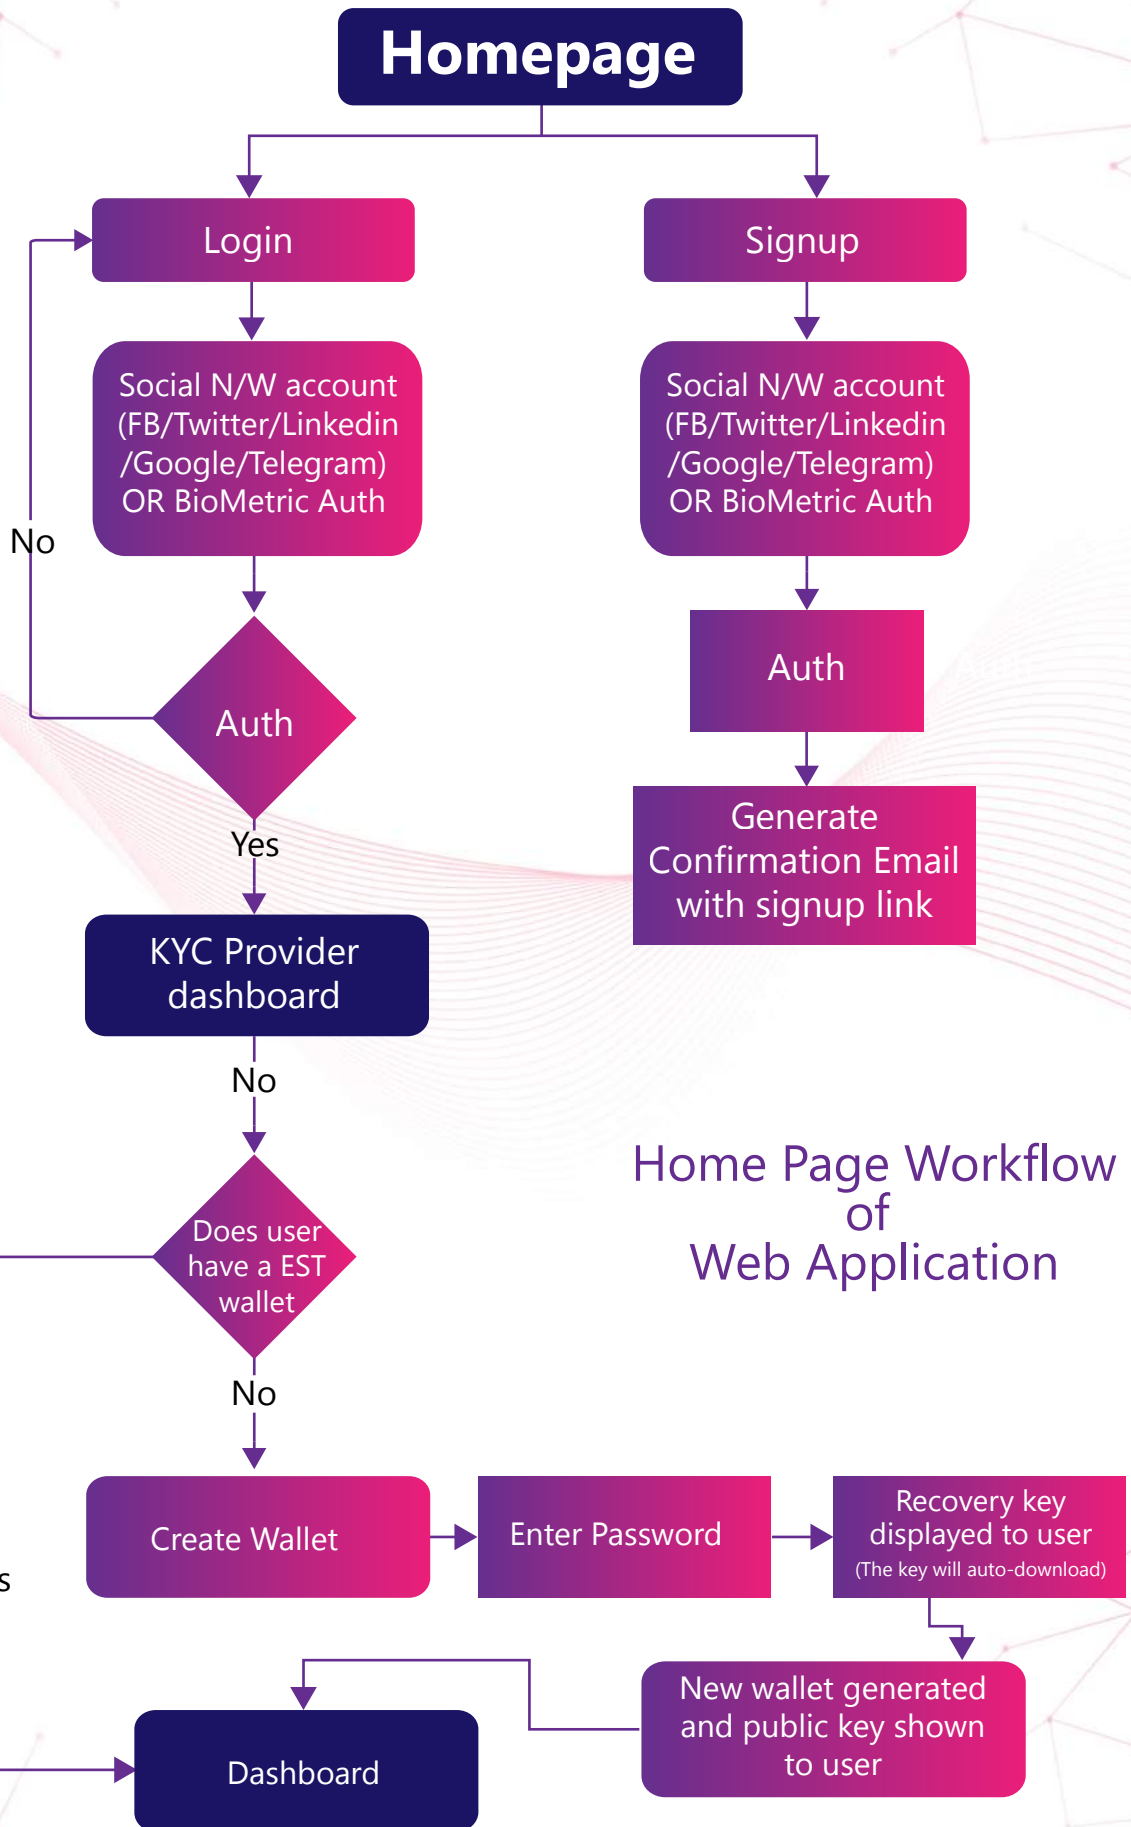 Homepage
Login
Signup
Social N/W account
(FB/Twitter/Linkedin
/Google/Telegram)
OR BioMetric Auth
Social N/W account
(FB/Twitter/Linkedin
/Google/Telegram)
OR BioMetric Auth
No
Auth
Auth
Yes
Generate
Confirmation Email
with signup link
KYC Provider
dashboard
No
Does user
have a EST
wallet
Home Page Workflow
of
Web Application
No
Create Wallet
Enter Password
Recovery key
displayed to user
(The key will auto-download)
s
New wallet generated
and public key shown
to user
Dashboard